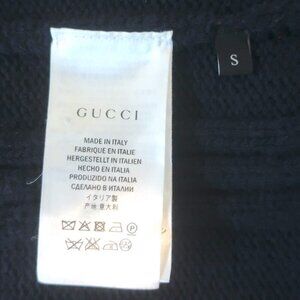 GUCCI
MADE IN ITALY
FABRIQUÉ EN ITALIE
HERGESTELLT IN ITALIEN
HECHO EN ITALIA
PRODUZIDO NA ITALIA
СДЕЛАНО В ИТАЛИИ
イタリア製
产地 意大利
S